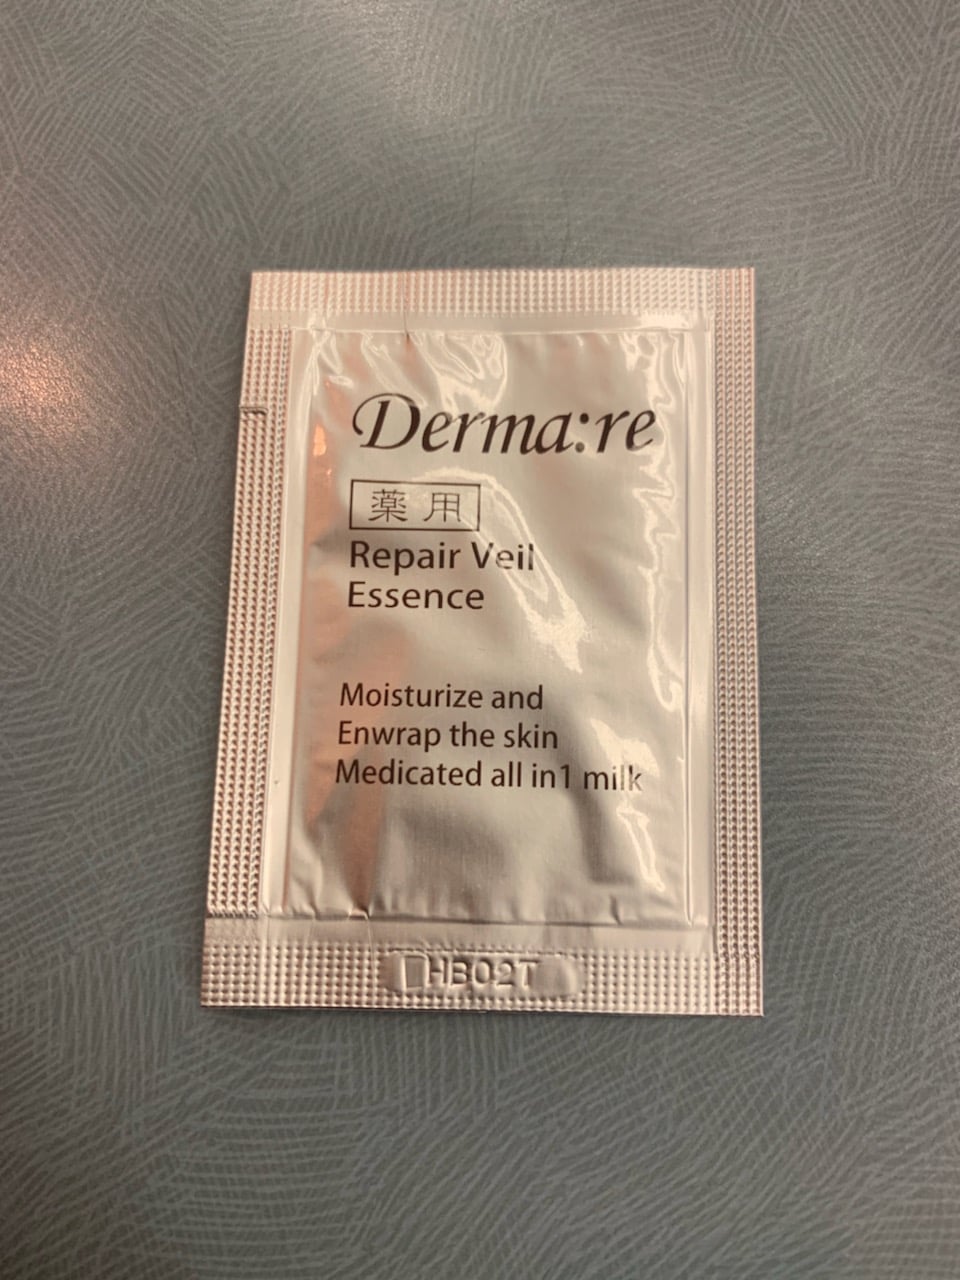 Derma:re
薬用
Repair Veil
Essence
Moisturize and
Enwrap the skin
Medicated all in1 milk
HB02T